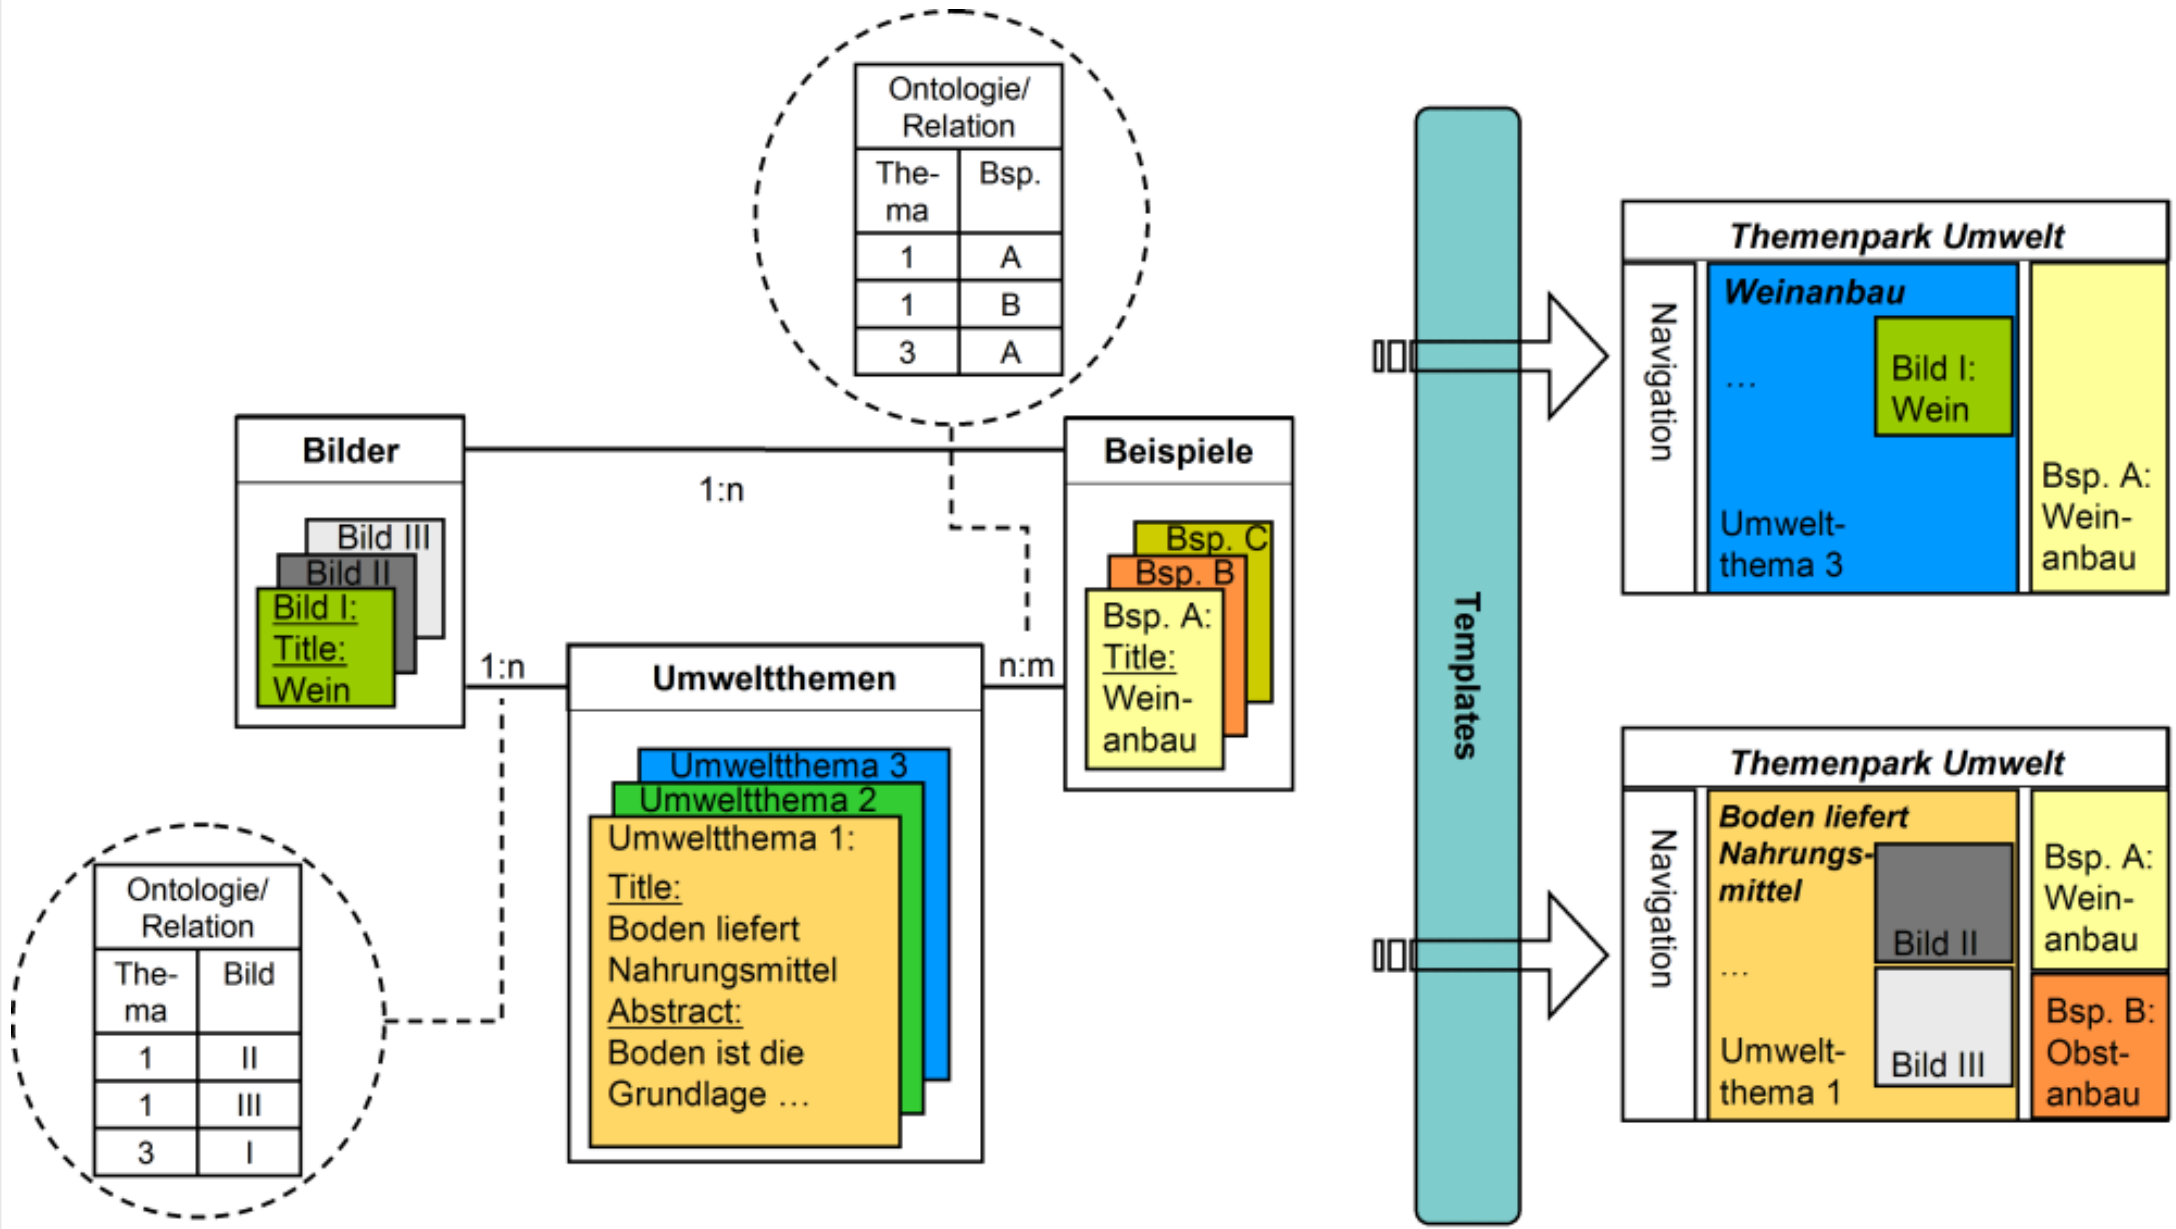 Ontologie/
Relation
The-
ma
Bsp.
1
A
1
B
3
A
Bilder
Bild III
Bild II
Bild I:
Title:
Wein
1:n
1:n
Umweltthemen
Umweltthema 3
Umweltthema 2
Umweltthema 1:
Title:
Boden liefert
Nahrungsmittel
Abstract:
Boden ist die
Grundlage …
n:m
Beispiele
Bsp. C
Bsp. B
Bsp. A:
Title:
Wein-
anbau
Ontologie/
Relation
The-
ma
Bild
1
II
1
III
3
I
Templates
Themenpark Umwelt
Navigation
Weinanbau
…
Bild I:
Wein
Umwelt-
thema 3
Bsp. A:
Wein-
anbau
Themenpark Umwelt
Navigation
Boden liefert
Nahrungs-
mittel
…
Bild II
Bild III
Umwelt-
thema 1
Bsp. A:
Wein-
anbau
Bsp. B:
Obst-
anbau